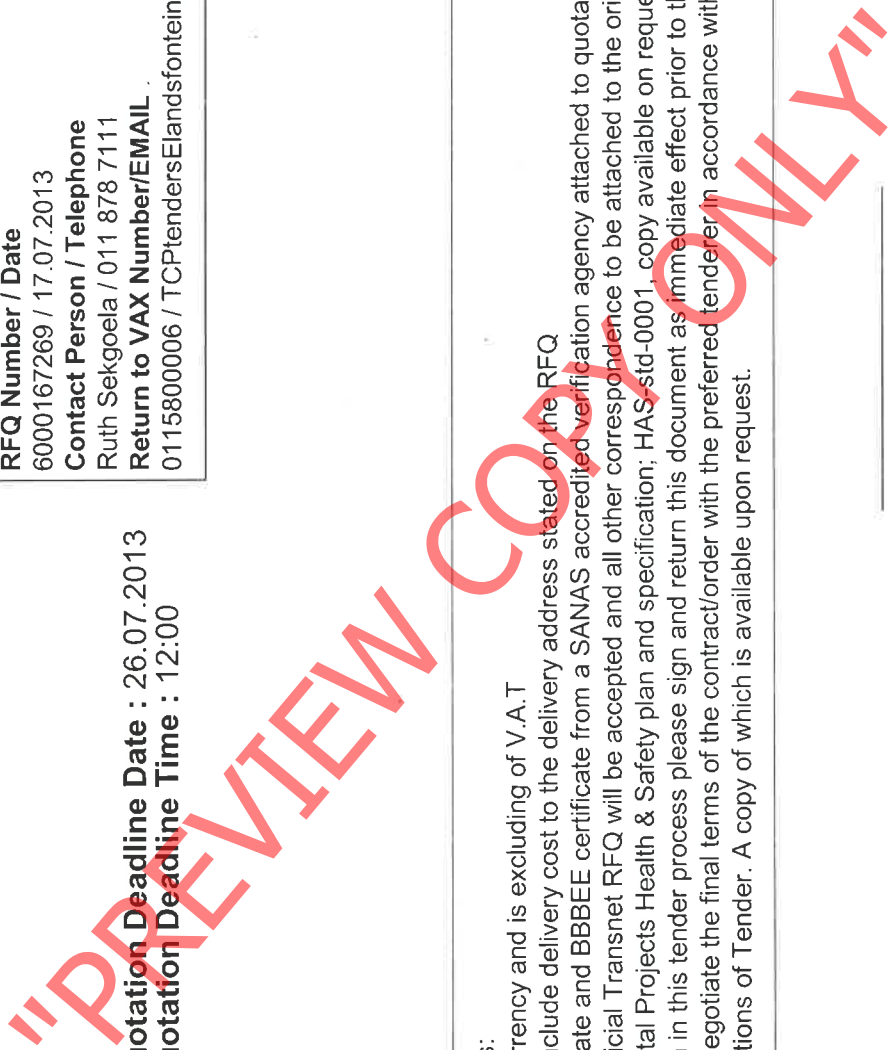 RFQ Number / Date
6000167269 / 17.07.2013
Contact Person / Telephone
Ruth Sekgoela / 011 878 7111
Return to VAX Number/EMAIL .
0115800006 / TCPtendersElandsfontein
otation Deadline Date : 26.07.2013
otation Deadline Time : 12:00
s:
rrency and is excluding of V.A.T
clude delivery cost to the delivery address stated on the RFQ
ate and BBBEE certificate from a SANAS accredited verification agency attached to quota
icial Transnet RFQ will be accepted and all other correspondence to be attached to the ori
tal Projects Health & Safety plan and specification; HAS-std-0001, copy available on reque
in this tender process please sign and return this document as immediate effect prior to th
egotiate the final terms of the contract/order with the preferred tenderer in accordance wit
tions of Tender. A copy of which is available upon request.
"PREVIEW COPY ONLY"